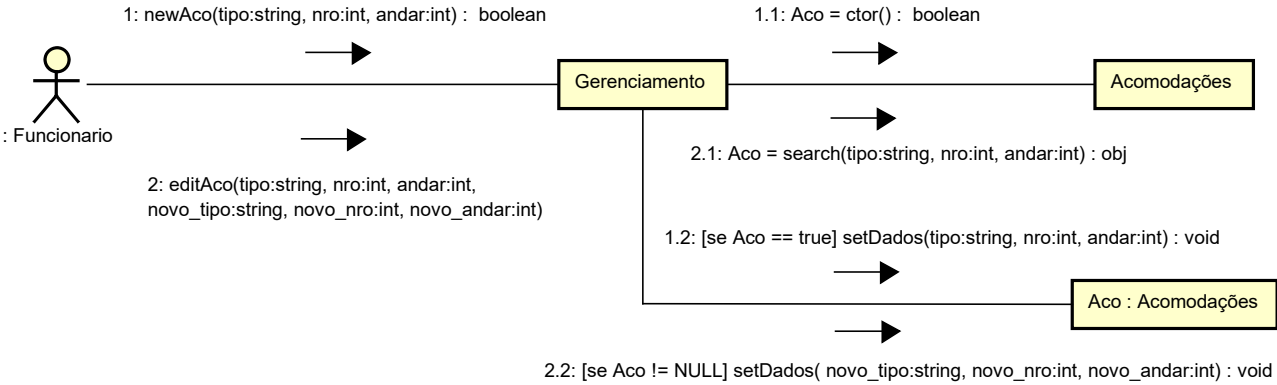 1: newAco(tipo:string, nro:int, andar:int) : boolean
1.1: Aco = ctor() : boolean
Gerenciamento
Acomodações
: Funcionario
2.1: Aco = search(tipo:string, nro:int, andar:int) : obj
2: editAco(tipo:string, nro:int, andar:int,
novo_tipo:string, novo_nro:int, novo_andar:int)
1.2: [se Aco == true] setDados(tipo:string, nro:int, andar:int) : void
Aco : Acomodações
2.2: [se Aco != NULL] setDados( novo_tipo:string, novo_nro:int, novo_andar:int) : void